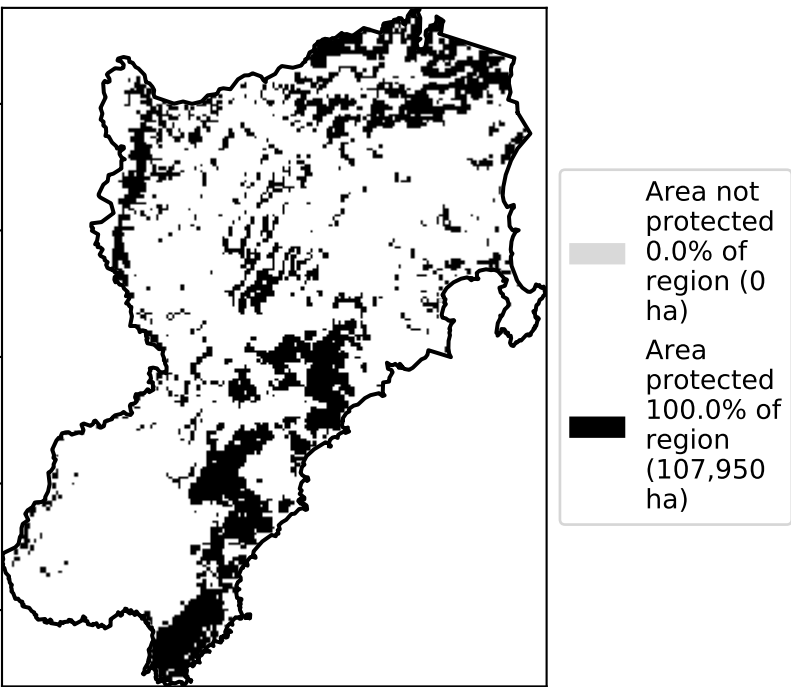 Area not
protected
0.0% of
region (0
ha)
Area
protected
100.0% of
region
(107,950
ha)